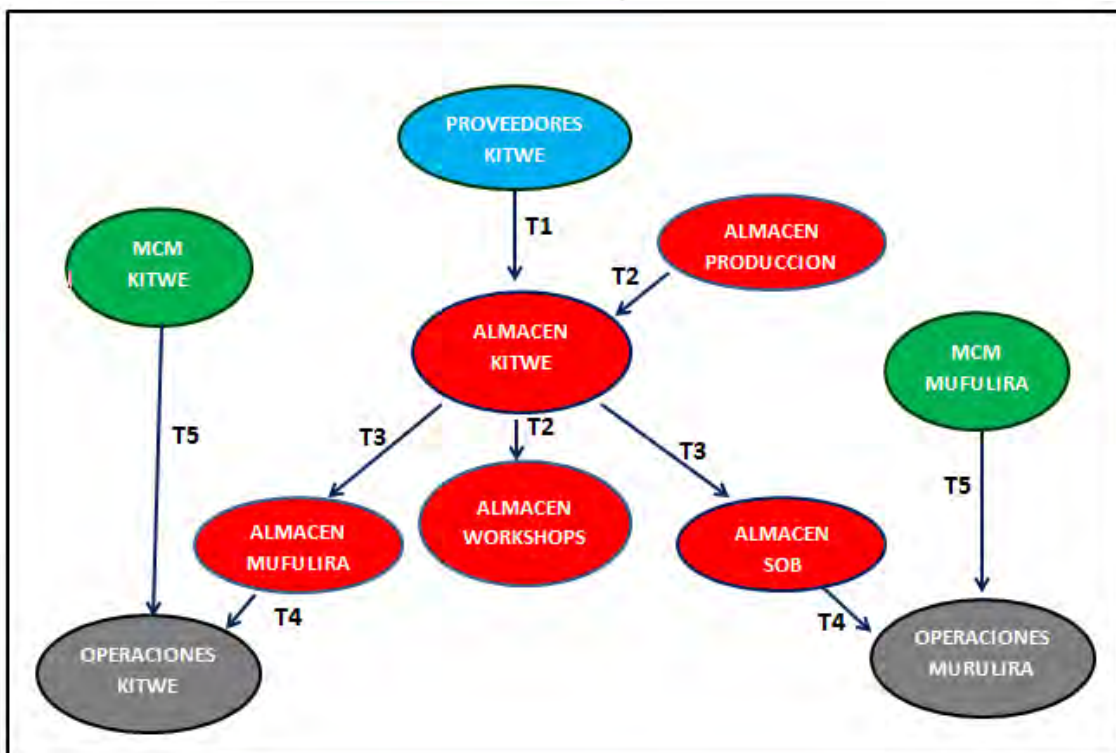 PROVEEDORES
KITWE
T1
ALMACEN
PRODUCCION
T2
MCM
KITWE
ALMACEN
KITWE
MCM
MUFULIRA
T5
T3
T2
T3
T5
ALMACEN
MUFULIRA
ALMACEN
WORKSHOPS
ALMACEN
SOB
T4
T4
OPERACIONES
KITWE
OPERACIONES
MURULIRA